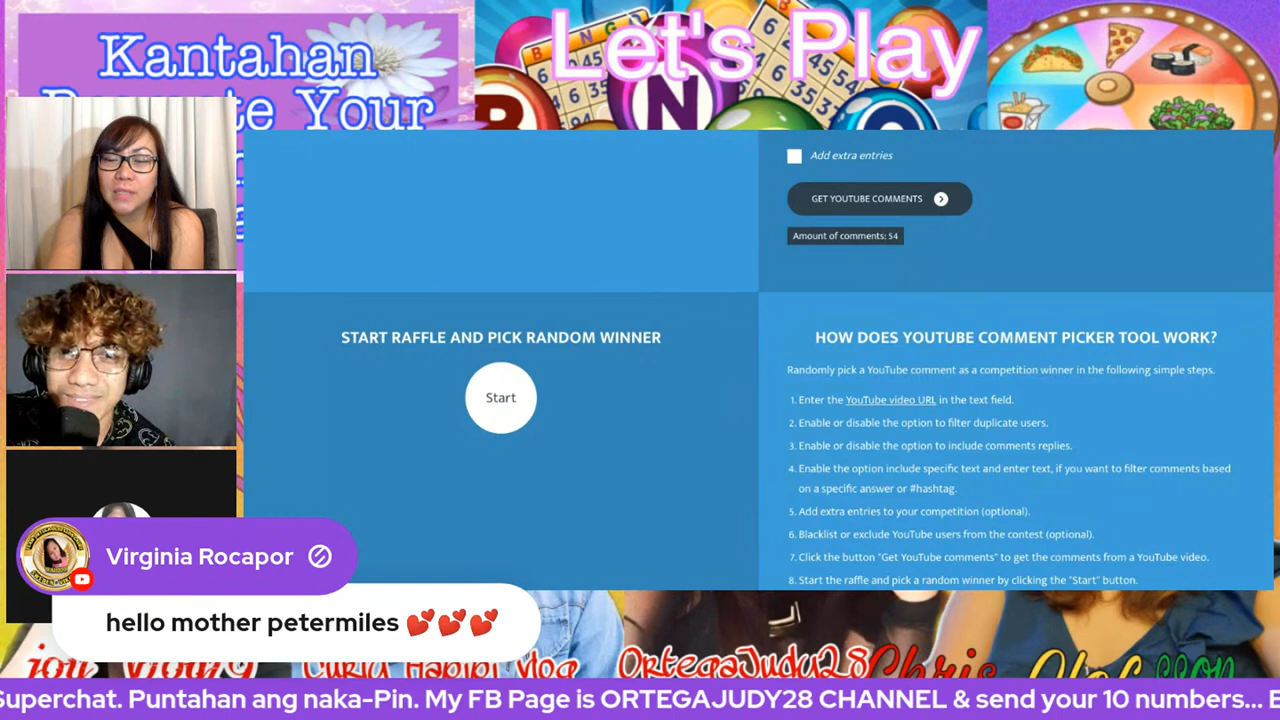 Kantahan
Let's Play
te Your
B I N G
N
Add extra entries
GET YOUTUBE COMMENTS
Amount of comments: 54
START RAFFLE AND PICK RANDOM WINNER
Start
HOW DOES YOUTUBE COMMENT PICKER TOOL WORK?
Randomly pick a YouTube comment as a competition winner in the following simple steps.
1. Enter the YouTube video URL in the text field.
2. Enable or disable the option to filter duplicate users.
3. Enable or disable the option to include comments replies.
4. Enable the option include specific text and enter text, if you want to filter comments based
on a specific answer or #hashtag.
5. Add extra entries to your competition (optional).
6. Blacklist or exclude YouTube users from the contest (optional).
7. Click the button "Get YouTube comments" to get the comments from a YouTube video.
8. Start the raffle and pick a random winner by clicking the "Start" button.
Virginia Rocapor
hello mother petermiles 💕💕💕
OrtegaJudy28
Superchat. Puntahan ang naka-Pin. My FB Page is ORTEGAJUDY28 CHANNEL & send your 10 numbers... E